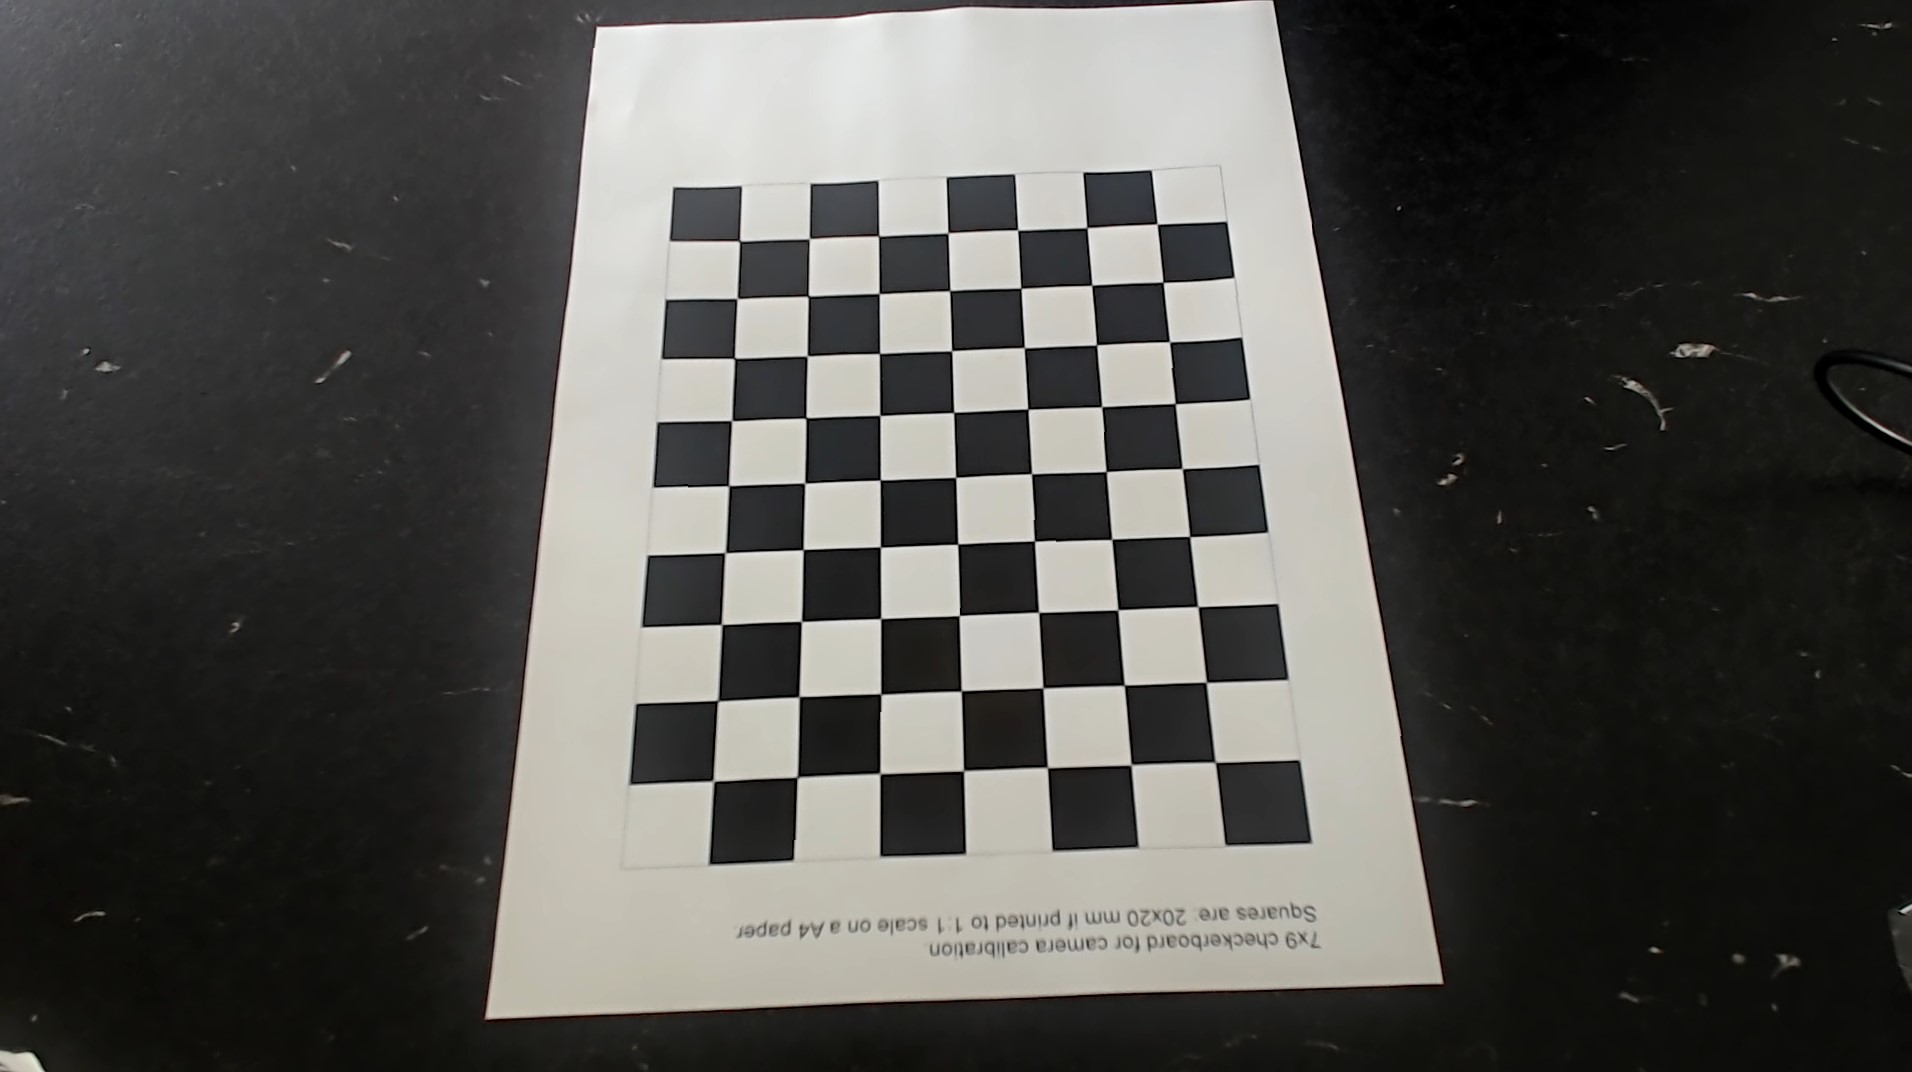 7x9 checkerboard for camera calibration.
Squares are: 20x20 mm if printed to 1:1 scale on a A4 paper.